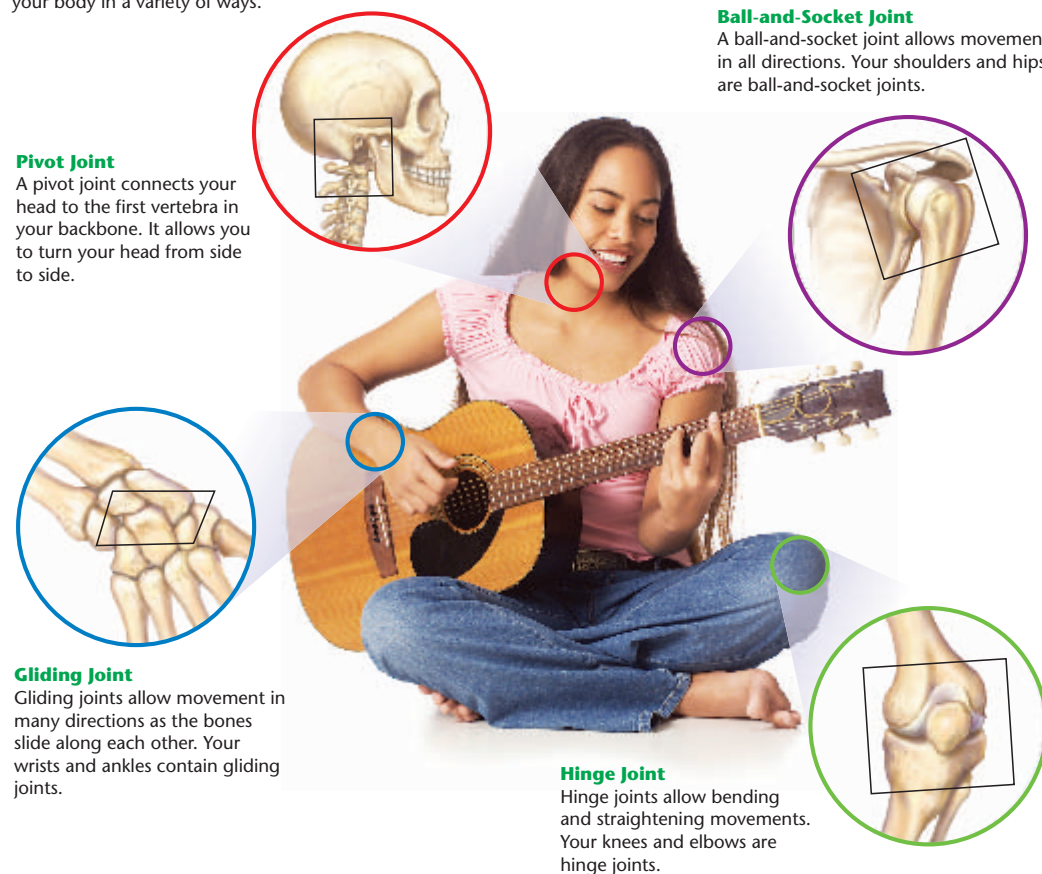 your body in a variety of ways.
Ball-and-Socket Joint
A ball-and-socket joint allows movemen
in all directions. Your shoulders and hips
are ball-and-socket joints.
Pivot Joint
A pivot joint connects your
head to the first vertebra in
your backbone. It allows you
to turn your head from side
to side.
Gliding Joint
Gliding joints allow movement in
many directions as the bones
slide along each other. Your
wrists and ankles contain gliding
joints.
Hinge Joint
Hinge joints allow bending
and straightening movements.
Your knees and elbows are
hinge joints.